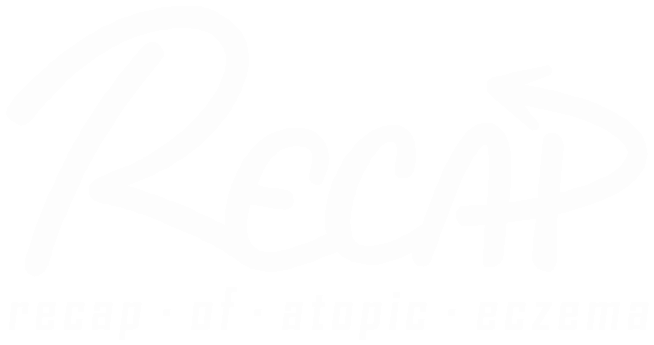 RECAP
recap · of · atopic · eczema